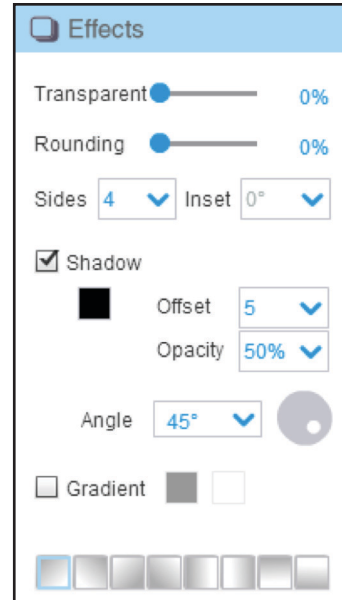 Effects
Transparent 0%
Rounding 0%
Sides 4 Inset 0°
Shadow
Offset 5
Opacity 50%
Angle 45°
Gradient